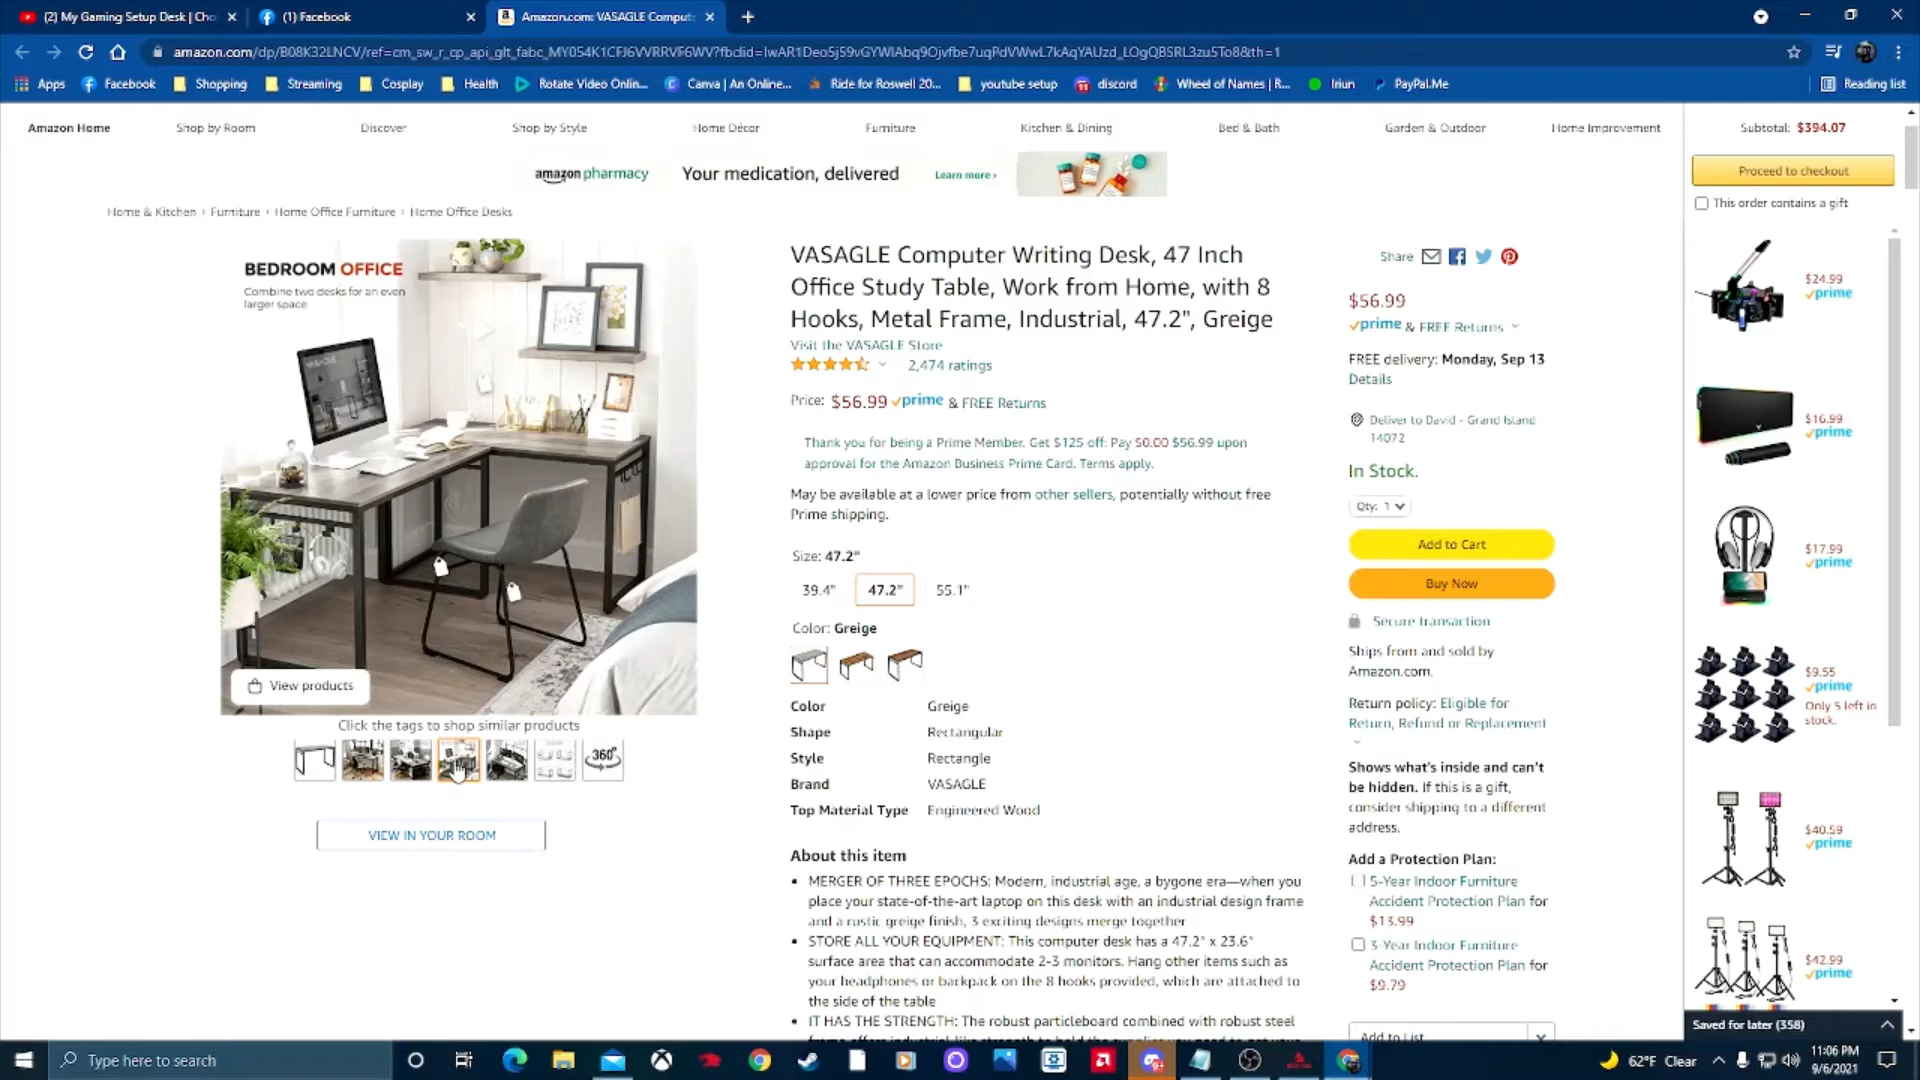 (2) My Gaming Setup Desk | Cho
(1) Facebook
Amazon.com: VASAGLE Compute
amazon.com/dp/B08K32LNCV/ref=cm_sw_r_cp_api_glt_fabc_MY054K1CFJ6VVRRVF6WV?fbclid=IwAR1Deo5j59vGYWIAbq9Ojvfbe7uqPdVWwL7kAqYAUzd_LOgQBSRL3zu5To8&th=1
Apps Facebook Shopping Streaming Cosplay Health Rotate Video Onlin... Canva | An Online... Ride for Roswell 20... youtube setup discord Wheel of Names | R... Iriun PayPal.Me Reading list
Amazon Home Shop by Room Discover Shop by Style Home Décor Furniture Kitchen & Dining Bed & Bath Garden & Outdoor Home Improvement
amazon pharmacy Your medication, delivered Learn more ›
Home & Kitchen › Furniture › Home Office Furniture › Home Office Desks
BEDROOM OFFICE
Combine two desks for an even
larger space
VASAGLE
View products
Click the tags to shop similar products
360°
VIEW IN YOUR ROOM
VASAGLE Computer Writing Desk, 47 Inch
Office Study Table, Work from Home, with 8
Hooks, Metal Frame, Industrial, 47.2", Greige
Visit the VASAGLE Store
2,474 ratings
Price: $56.99 prime & FREE Returns
Thank you for being a Prime Member. Get $125 off: Pay $0.00 $56.99 upon
approval for the Amazon Business Prime Card. Terms apply.
May be available at a lower price from other sellers, potentially without free
Prime shipping.
Size: 47.2"
39.4" 47.2" 55.1"
Color: Greige
Color Greige
Shape Rectangular
Style Rectangle
Brand VASAGLE
Top Material Type Engineered Wood
About this item
• MERGER OF THREE EPOCHS: Modern, industrial age, a bygone era—when you
place your state-of-the-art laptop on this desk with an industrial design frame
and a rustic greige finish, 3 exciting designs merge together
• STORE ALL YOUR EQUIPMENT: This computer desk has a 47.2" x 23.6"
surface area that can accommodate 2-3 monitors. Hang other items such as
your headphones or backpack on the 8 hooks provided, which are attached to
the side of the table
• IT HAS THE STRENGTH: The robust particleboard combined with robust steel
Share
$56.99
prime & FREE Returns
FREE delivery: Monday, Sep 13
Details
Deliver to David - Grand Island
14072
In Stock.
Qty: 1
Add to Cart
Buy Now
Secure transaction
Ships from and sold by
Amazon.com.
Return policy: Eligible for
Return, Refund or Replacement
Shows what's inside and can't
be hidden. If this is a gift,
consider shipping to a different
address.
Add a Protection Plan:
5-Year Indoor Furniture
Accident Protection Plan for
$13.99
3-Year Indoor Furniture
Accident Protection Plan for
$9.79
Add to List
Subtotal: $394.07
Proceed to checkout
This order contains a gift
$24.99
prime
$16.99
prime
$17.99
prime
$9.55
prime
Only 5 left in
stock.
$40.59
prime
$42.99
prime
Saved for later (358)
Type here to search
62°F Clear
11:06 PM
9/6/2021